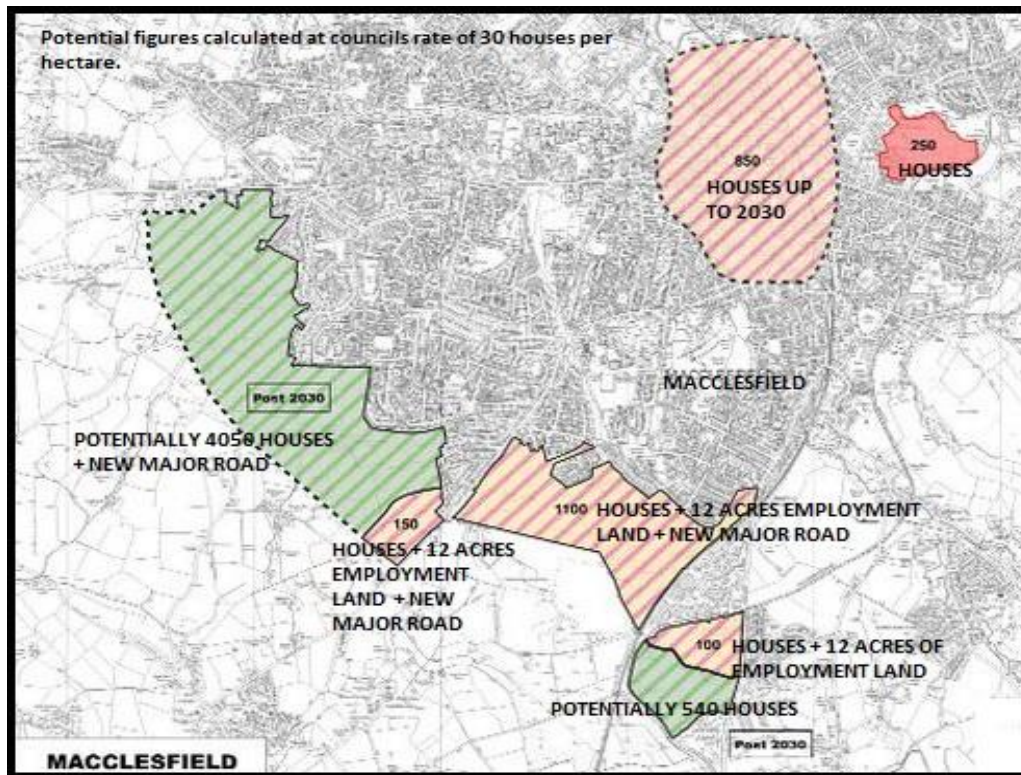 Potential figures calculated at councils rate of 30 houses per
hectare.
250
HOUSES
850
HOUSES UP
TO 2030
MACCLESFIELD
Post 2030
POTENTIALLY 4050 HOUSES
+ NEW MAJOR ROAD
150
HOUSES + 12 ACRES
EMPLOYMENT
LAND + NEW
MAJOR ROAD
1100
HOUSES + 12 ACRES EMPLOYMENT
LAND + NEW MAJOR ROAD
100
HOUSES + 12 ACRES OF
EMPLOYMENT LAND
POTENTIALLY 540 HOUSES
Post 2030
MACCLESFIELD